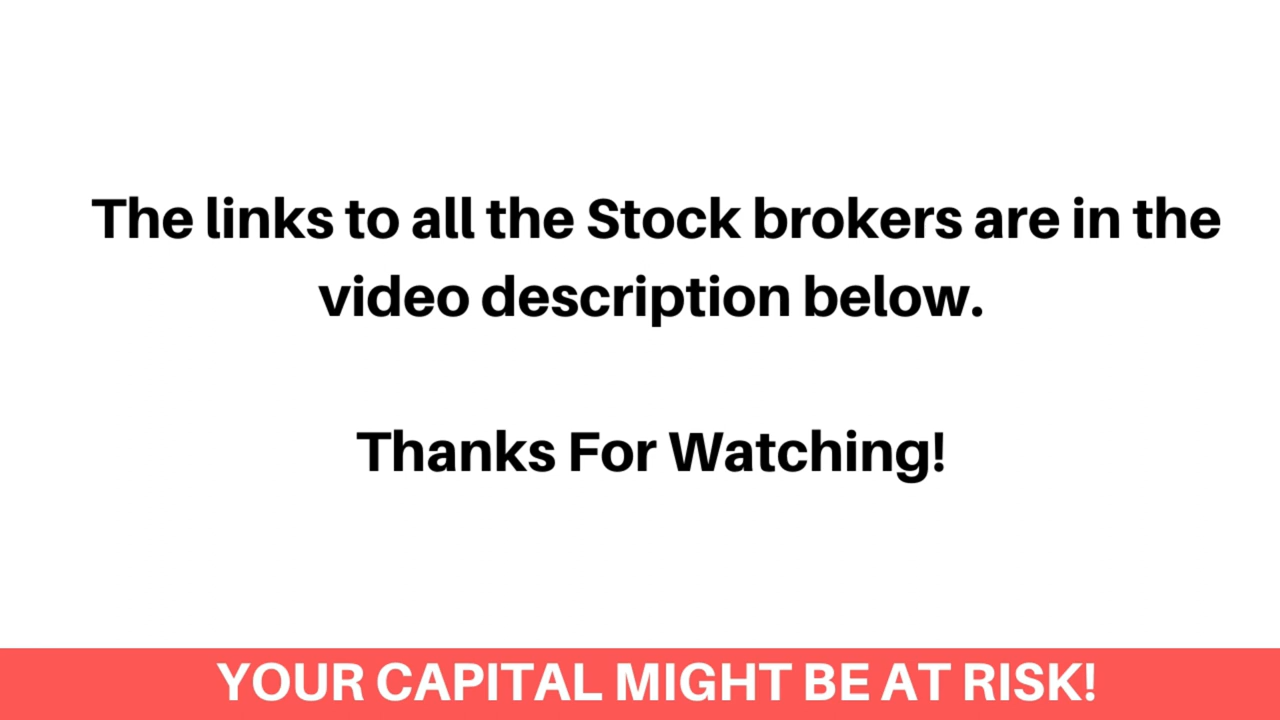 The links to all the Stock brokers are in the
video description below.
Thanks For Watching!
YOUR CAPITAL MIGHT BE AT RISK!